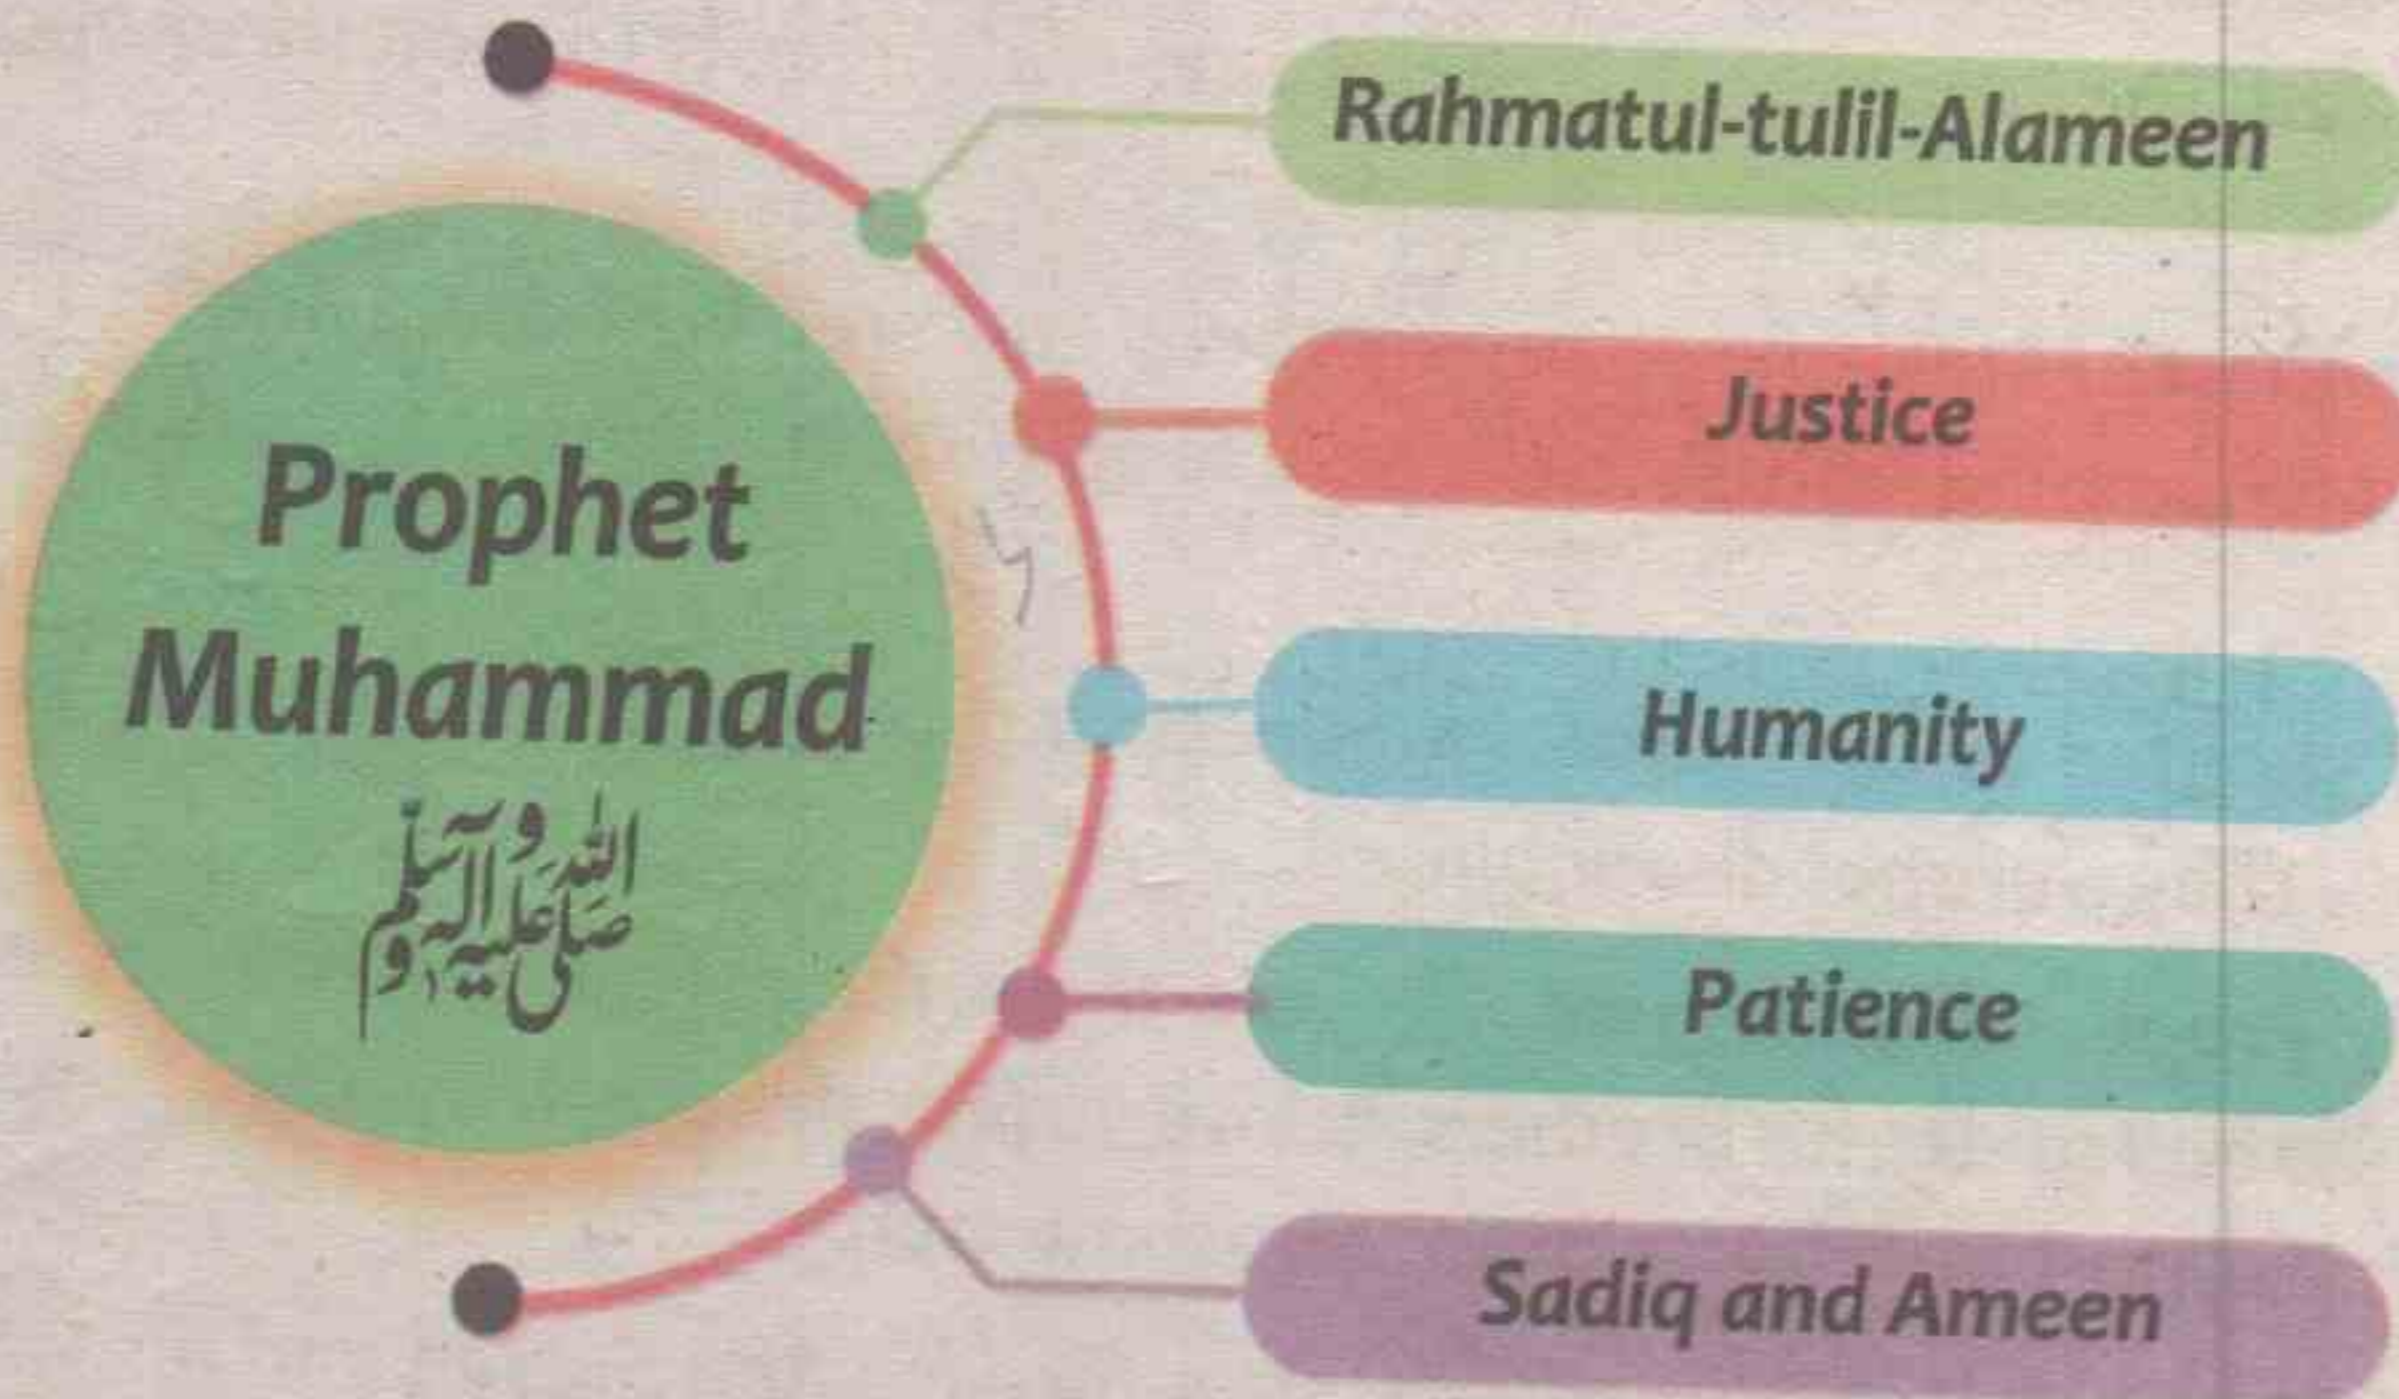 Prophet
Muhammad
صلی اللہ علیہ وآلہ وسلم
Rahmatul-tulil-Alameen
Justice
Humanity
Patience
Sadiq and Ameen